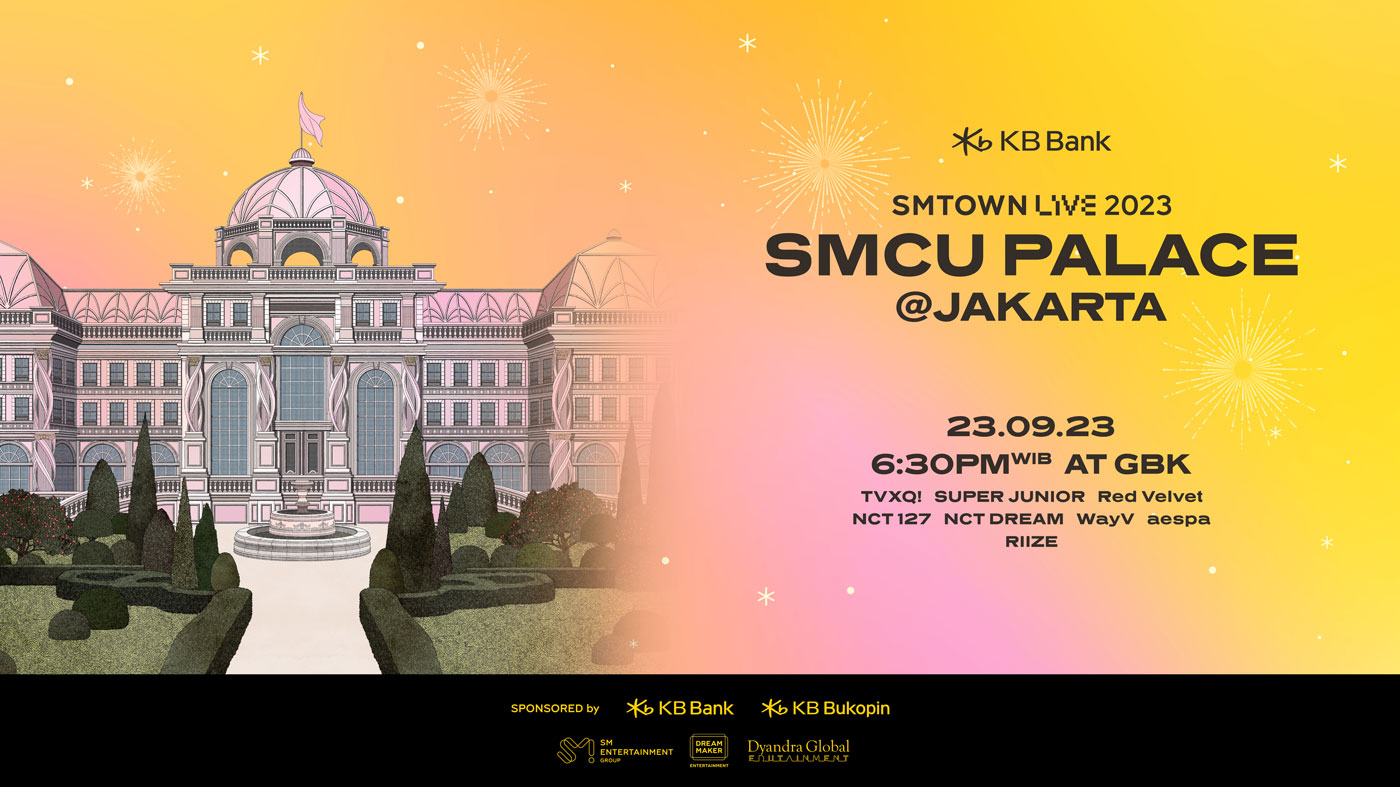 KB Bank
SMTOWN LIVE 2023
SMCU PALACE
@JAKARTA
23.09.23
6:30PM WIB AT GBK
TVXQ! SUPER JUNIOR Red Velvet
NCT 127 NCT DREAM WayV aespa
RIIZE
SPONSORED by KB Bank KB Bukopin
SM
ENTERTAINMENT
GROUP
DREAM
MAKER
ENTERTAINMENT
Dyandra Global
ENTERTAINMENT